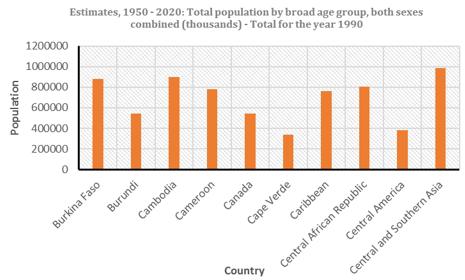 Estimates, 1950 - 2020: Total population by broad age group, both sexes
combined (thousands) - Total for the year 1990
1200000
1000000
800000
600000
400000
200000
0
Population
Burkina Faso
Burundi
Cambodia
Cameroon
Canada
Cape Verde
Caribbean
Central African Republic
Central America
Central and Southern Asia
Country